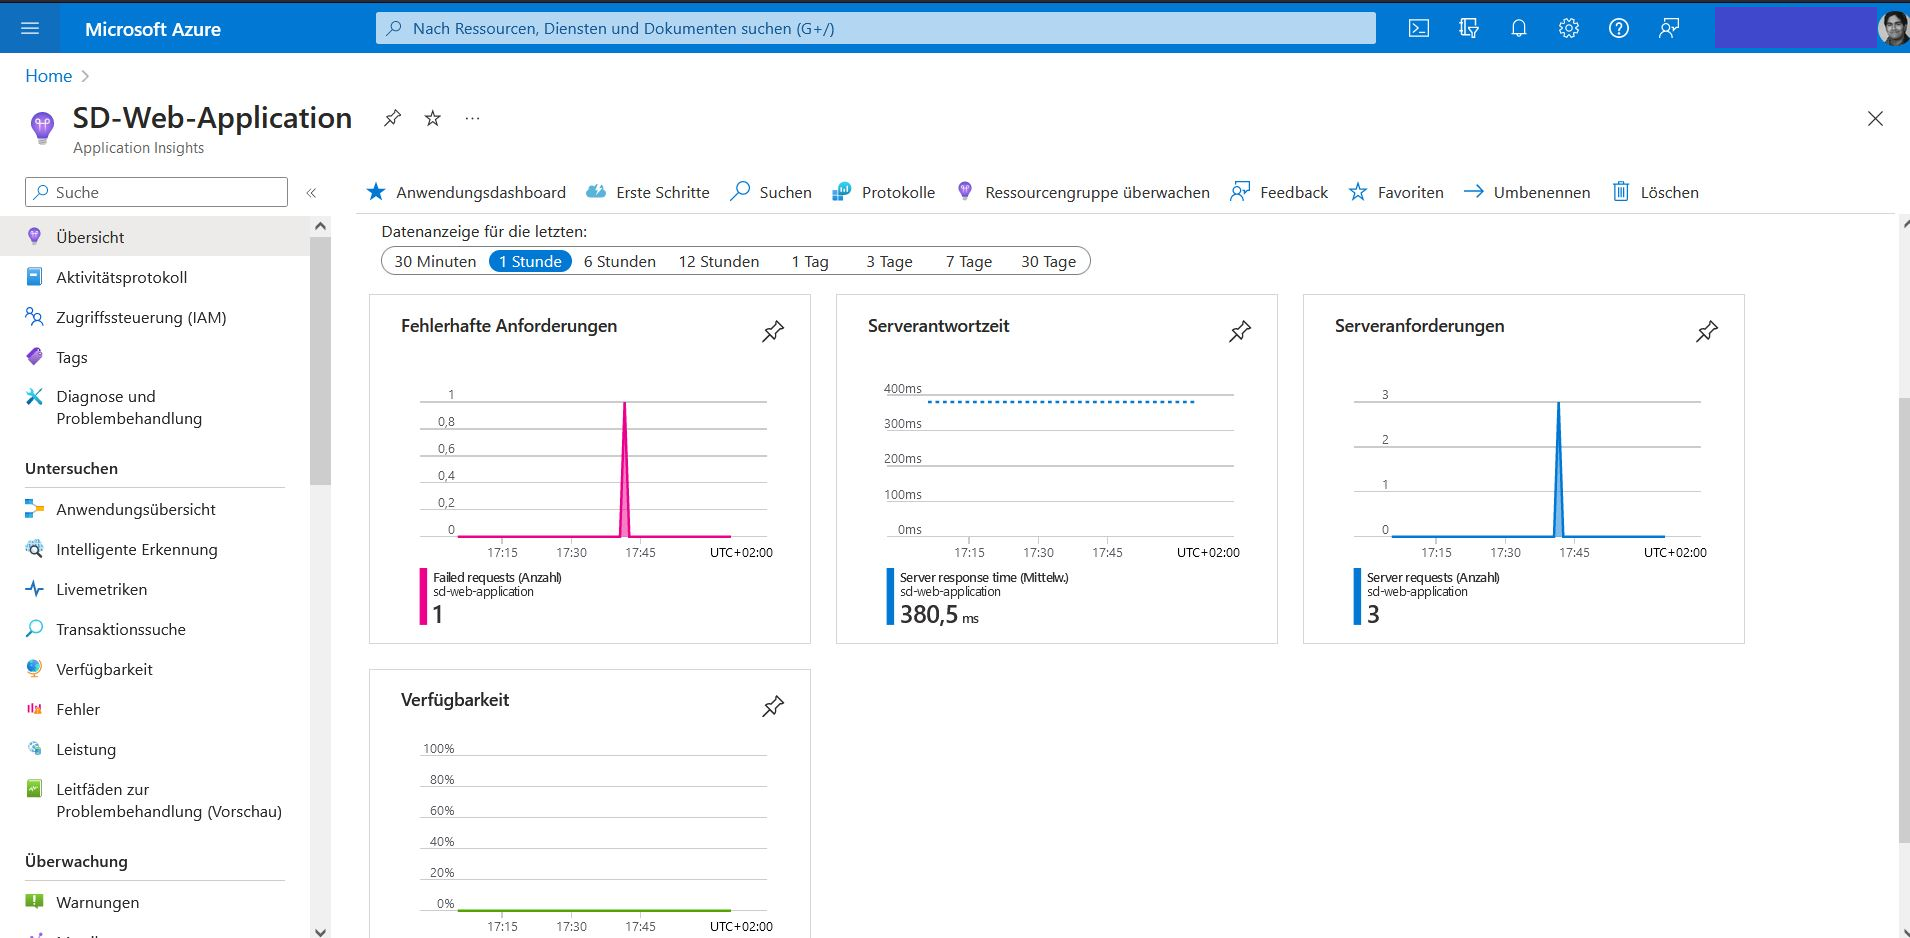 Microsoft Azure
Nach Ressourcen, Diensten und Dokumenten suchen (G+/)
Home
SD-Web-Application
Application Insights
Suche
Übersicht
Aktivitätsprotokoll
Zugriffssteuerung (IAM)
Tags
Diagnose und
Problembehandlung
Untersuchen
Anwendungsübersicht
Intelligente Erkennung
Livemetriken
Transaktionssuche
Verfügbarkeit
Fehler
Leistung
Leitfäden zur
Problembehandlung (Vorschau)
Überwachung
Warnungen
Anwendungsdashboard Erste Schritte Suchen Protokolle Ressourcengruppe überwachen Feedback Favoriten Umbenennen Löschen
Datenanzeige für die letzten:
30 Minuten 1 Stunde 6 Stunden 12 Stunden 1 Tag 3 Tage 7 Tage 30 Tage
Fehlerhafte Anforderungen
1
0,8
0,6
0,4
0,2
0
17:15 17:30 17:45 UTC+02:00
Failed requests (Anzahl)
sd-web-application
1
Serverantwortzeit
400ms
300ms
200ms
100ms
0ms
17:15 17:30 17:45 UTC+02:00
Server response time (Mittelw.)
sd-web-application
380,5 ms
Serveranforderungen
3
2
1
0
17:15 17:30 17:45 UTC+02:00
Server requests (Anzahl)
sd-web-application
3
Verfügbarkeit
100%
80%
60%
40%
20%
0%
17:15 17:30 17:45 UTC+02:00